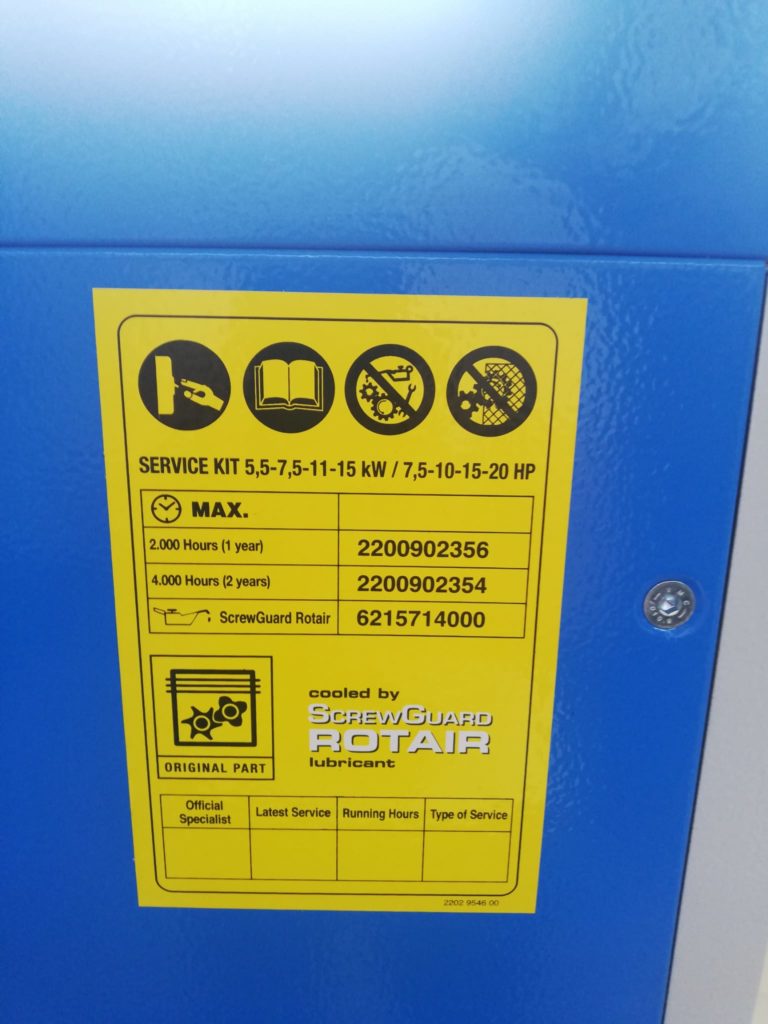 SERVICE KIT 5,5-7,5-11-15 kW / 7,5-10-15-20 HP
MAX.
2.000 Hours (1 year) 2200902356
4.000 Hours (2 years) 2200902354
ScrewGuard Rotair 6215714000
cooled by
SCREWGUARD
ROTAIR
lubricant
ORIGINAL PART
Official Specialist Latest Service Running Hours Type of Service
2202 9546 00